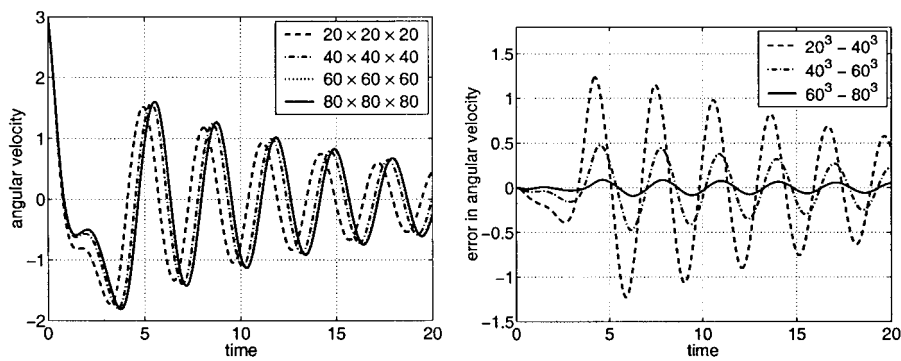 3
2
1
0
-1
-2
0
5
10
15
20
angular velocity
time
20 × 20 × 20
40 × 40 × 40
60 × 60 × 60
80 × 80 × 80
1.5
1
0.5
0
-0.5
-1
-1.5
0
5
10
15
20
error in angular velocity
time
20³ – 40³
40³ – 60³
60³ – 80³